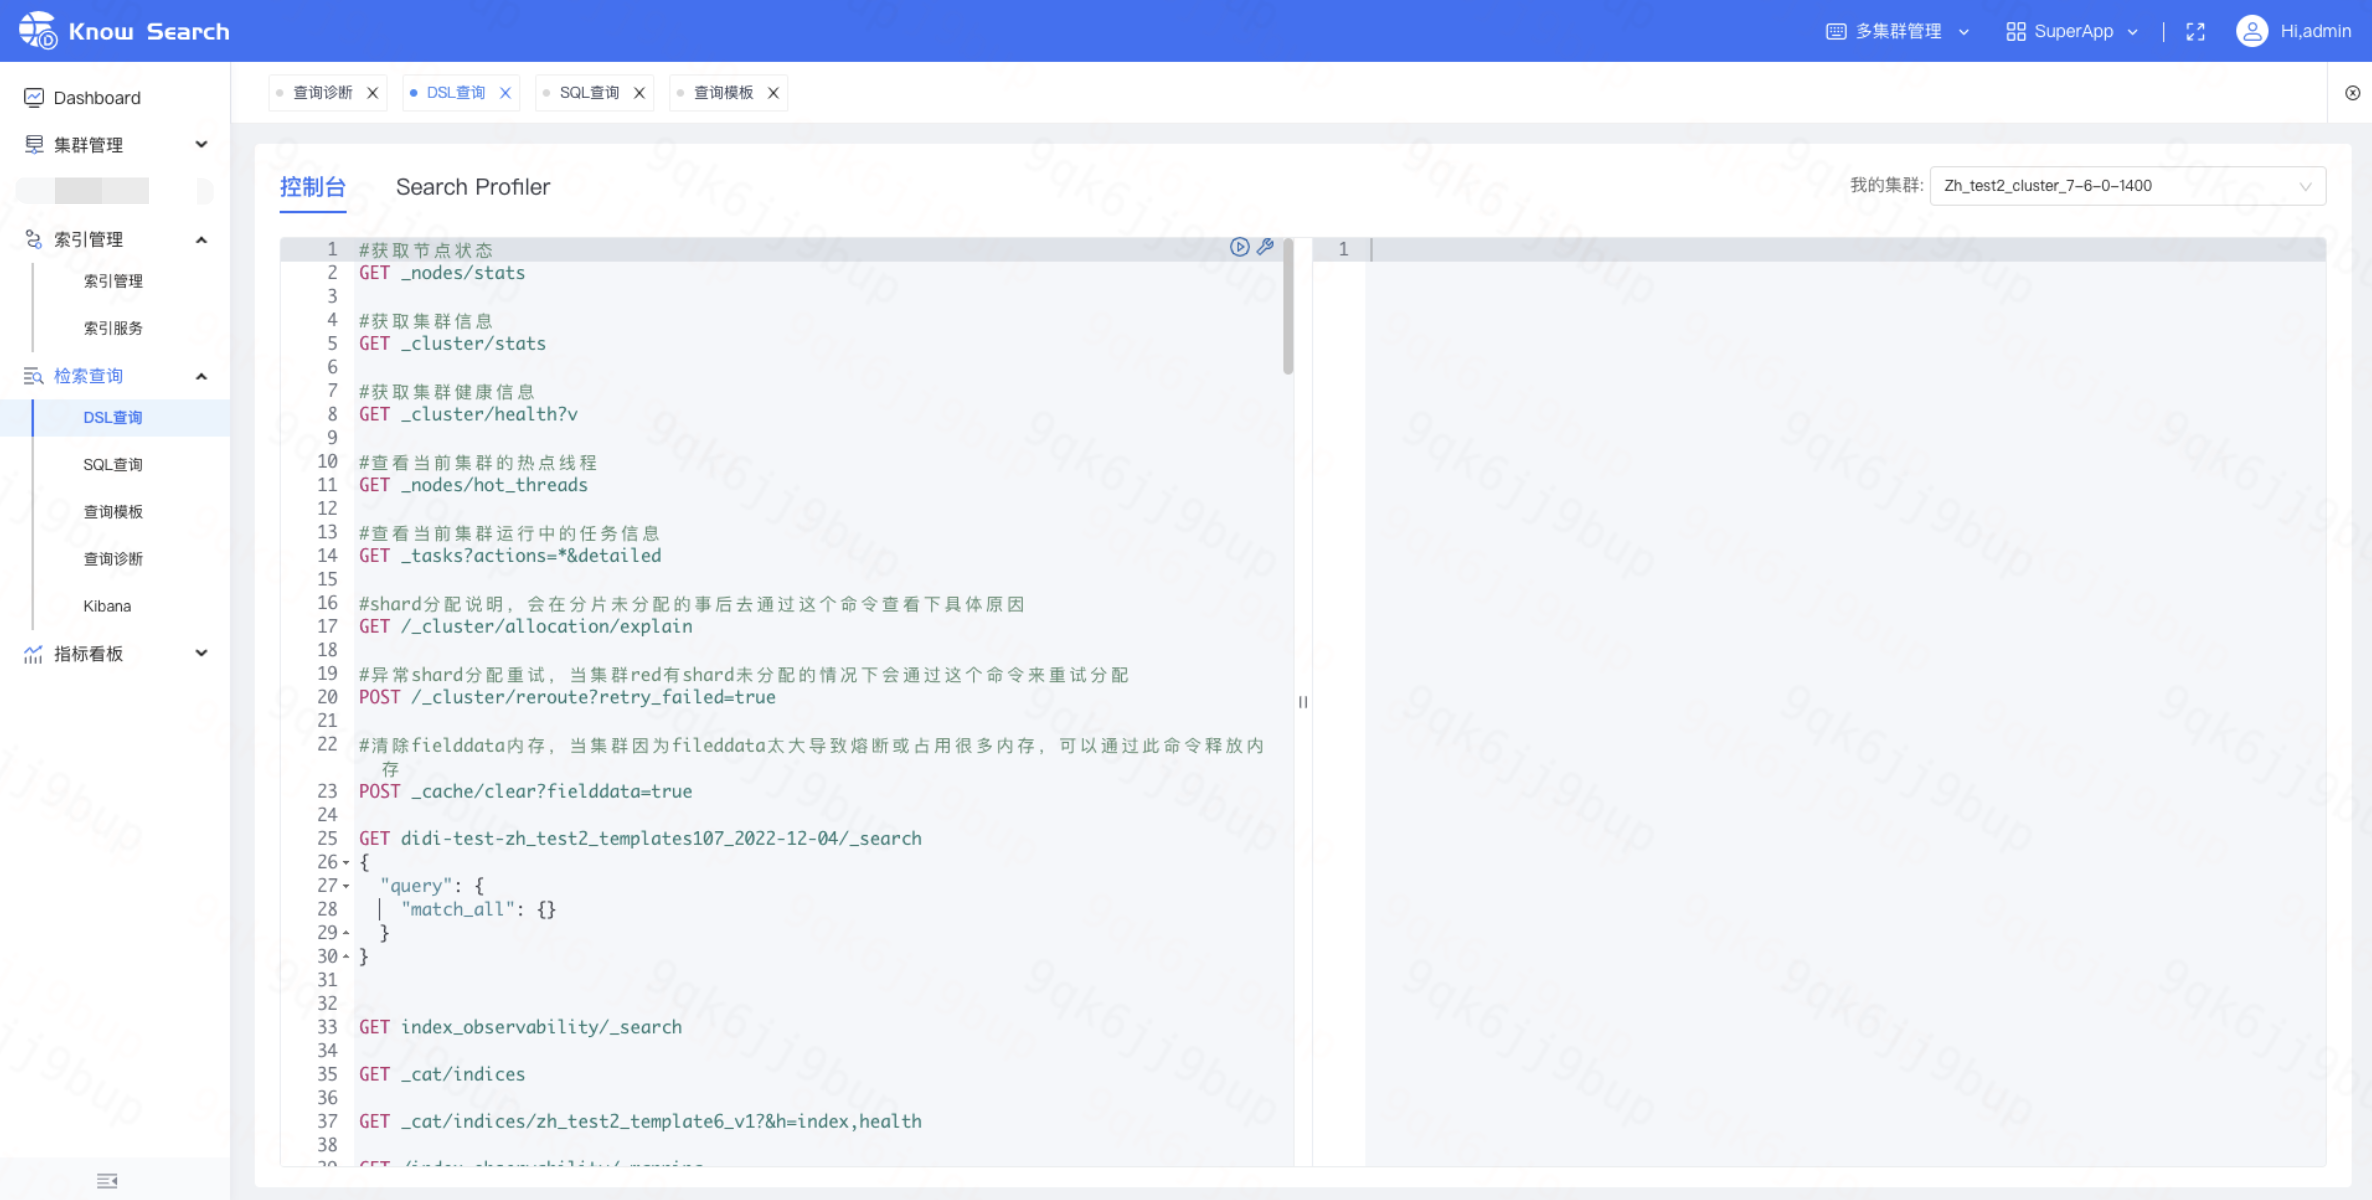 Know Search
多集群管理
SuperApp
Hi,admin
Dashboard
集群管理
索引管理
索引管理
索引服务
检索查询
DSL查询
SQL查询
查询模板
查询诊断
Kibana
指标看板
查询诊断
DSL查询
SQL查询
查询模板
控制台
Search Profiler
我的集群: Zh_test2_cluster_7-6-0-1400
1 #获取节点状态
2 GET _nodes/stats
3
4 #获取集群信息
5 GET _cluster/stats
6
7 #获取集群健康信息
8 GET _cluster/health?v
9
10 #查看当前集群的热点线程
11 GET _nodes/hot_threads
12
13 #查看当前集群运行中的任务信息
14 GET _tasks?actions=*&detailed
15
16 #shard分配说明，会在分片未分配的事后去通过这个命令查看下具体原因
17 GET /_cluster/allocation/explain
18
19 #异常shard分配重试，当集群red有shard未分配的情况下会通过这个命令来重试分配
20 POST /_cluster/reroute?retry_failed=true
21
22 #清除fielddata内存，当集群因为fileddata太大导致熔断或占用很多内存，可以通过此命令释放内
存
23 POST _cache/clear?fielddata=true
24
25 GET didi-test-zh_test2_templates107_2022-12-04/_search
26 {
27 "query": {
28 "match_all": {}
29 }
30 }
31
32
33 GET index_observability/_search
34
35 GET _cat/indices
36
37 GET _cat/indices/zh_test2_template6_v1?&h=index,health
38
1
9qk6jj9bup